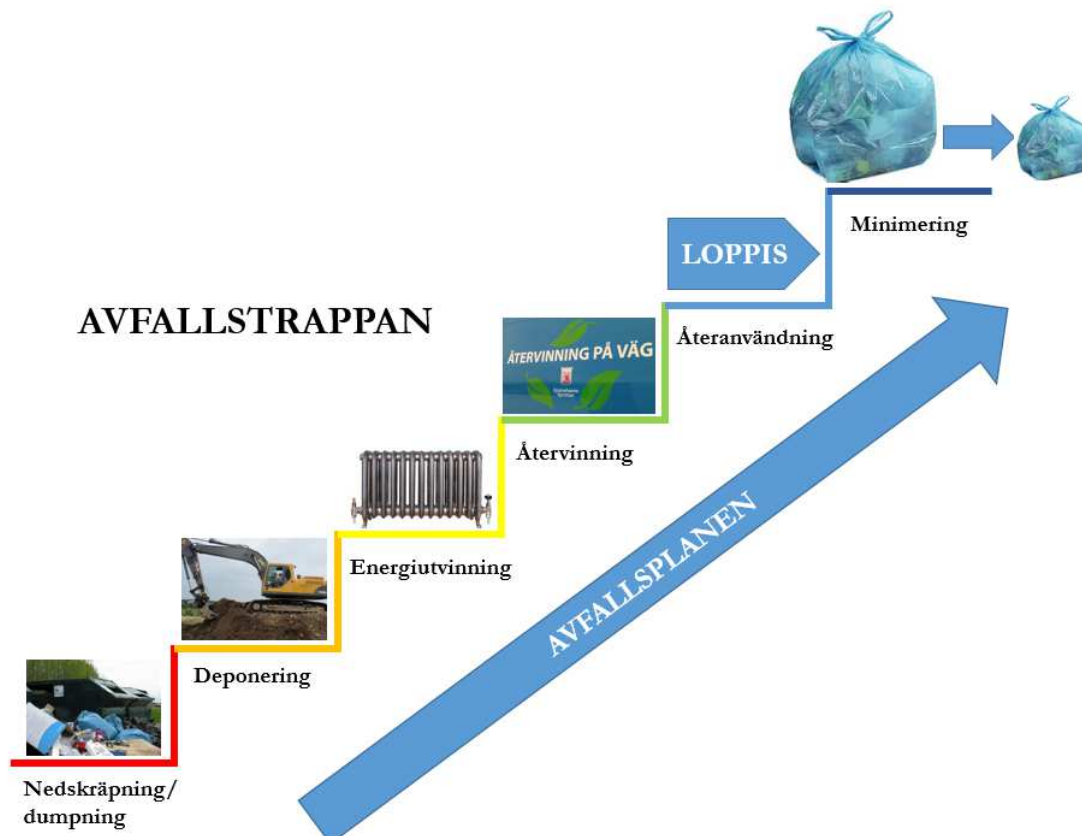 Minimering
LOPPIS
Återanvändning
AVFALLSTRAPPAN
ÅTERVINNING PÅ VÄG
Återvinning
Energiutvinning
AVFALLSPLANEN
Deponering
Nedskräpning/
dumpning